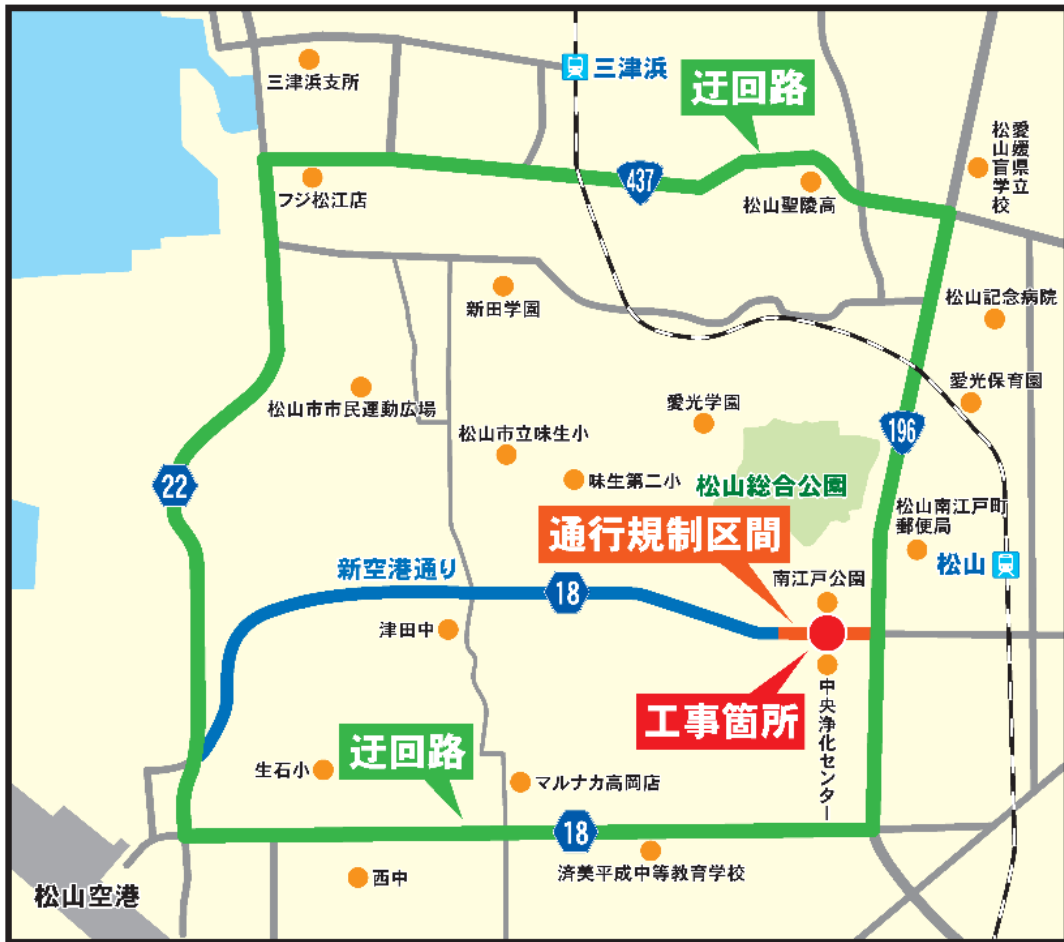 三津浜支所
三津浜
迂回路
愛媛県立
松山盲学校
フジ松江店
437
松山聖陵高
新田学園
松山記念病院
松山市市民運動広場
愛光学園
愛光保育園
松山市立味生小
196
22
味生第二小
松山総合公園
松山南江戸町
郵便局
通行規制区間
松山
新空港通り
18
南江戸公園
津田中
工事箇所
中央浄化センター
迂回路
生石小
マルナカ高岡店
18
済美平成中等教育学校
西中
松山空港